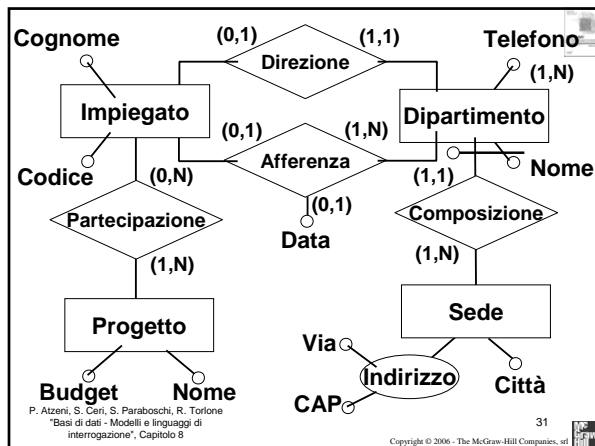 Cognome
(0,1)
(1,1)
Telefono
Direzione
(1,N)
Impiegato
Dipartimento
(0,1)
(1,N)
Afferenza
Codice
(0,N)
(1,1)
Nome
Partecipazione
(0,1)
Composizione
Data
(1,N)
(1,N)
Progetto
Sede
Via
Indirizzo
Budget
Nome
CAP
Città
P. Atzeni, S. Ceri, S. Paraboschi, R. Torlone
"Basi di dati - Modelli e linguaggi di
interrogazione", Capitolo 8
31
Copyright © 2006 - The McGraw-Hill Companies, srl